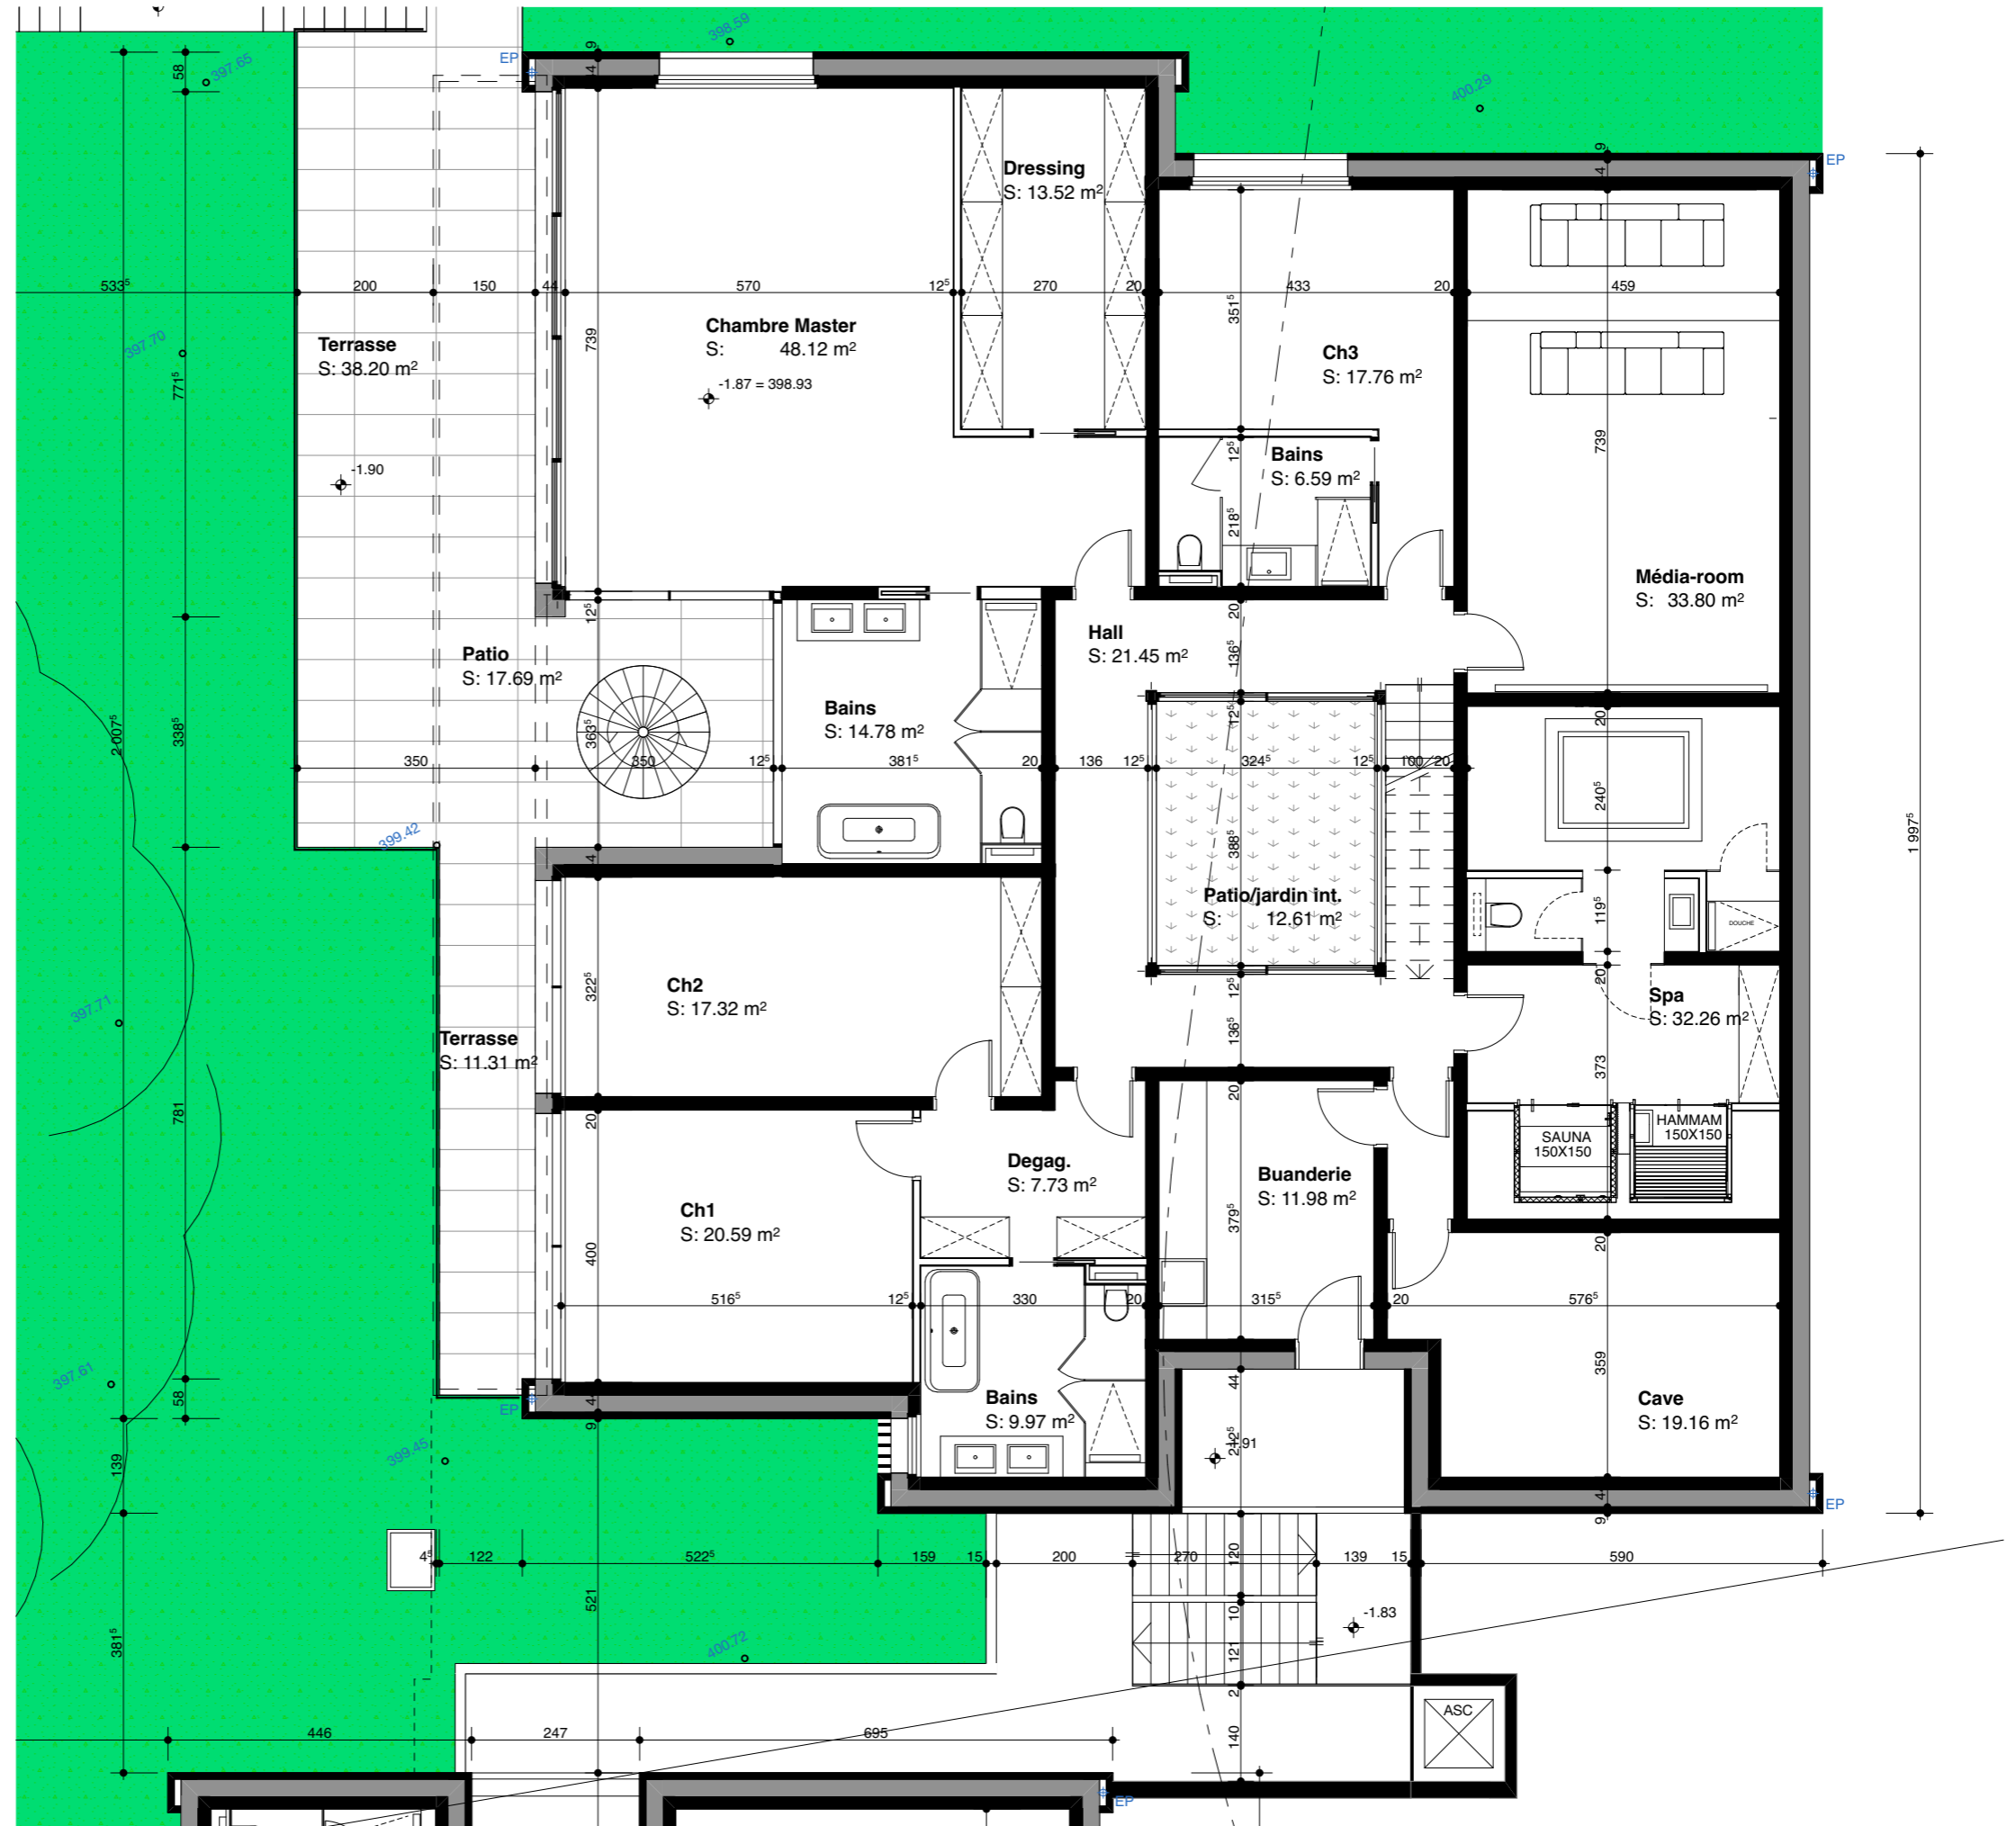 398.59
EP
9
4
58
397.65
400.29
9
4
EP
Dressing
S: 13.52 m²
533⁵
200
150
44
570
12⁵
270
20
433
20
459
351⁵
739
Terrasse
S: 38.20 m²
Chambre Master
S: 48.12 m²
-1.87 = 398.93
Ch3
S: 17.76 m²
397.70
771⁵
739
-1.90
12⁵
Bains
S: 6.59 m²
218⁵
Média-room
S: 33.80 m²
12⁵
20
Hall
S: 21.45 m²
136⁵
Patio
S: 17.69 m²
Bains
S: 14.78 m²
2 007⁵
338⁵
363⁵
12⁵
20
350
350
12⁵
381⁵
20
136
12⁵
324⁵
12⁵
100
20
240⁵
1 997⁵
399.42
388⁵
4
Patio/jardin int.
S: 12.61 m²
119⁵
DOUCHE
Ch2
S: 17.32 m²
322⁵
12⁵
20
Spa
S: 32.26 m²
397.71
Terrasse
S: 11.31 m²
136⁵
373
781
20
20
SAUNA
150X150
HAMMAM
150X150
Degag.
S: 7.73 m²
Buanderie
S: 11.98 m²
Ch1
S: 20.59 m²
379⁵
400
20
516⁵
12⁵
330
20
315⁵
20
576⁵
359
397.61
58
EP
4
9
44
Bains
S: 9.97 m²
Cave
S: 19.16 m²
399.45
139
4
9
EP
4⁵
122
522⁵
159
15
200
270
120
139
15
590
521
10
-1.83
381⁵
400.72
121
2
ASC
446
247
695
140
EP